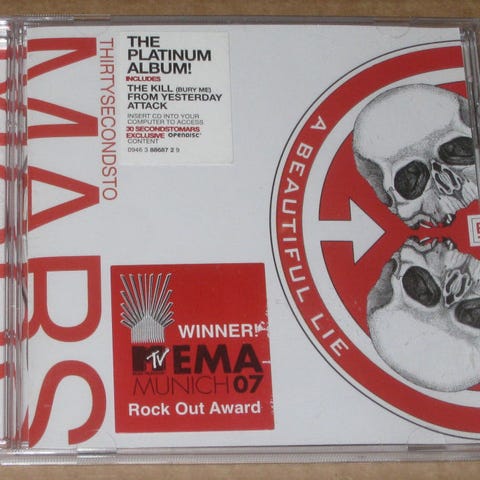 THIRTYSECONDSTO
MARS
THE
PLATINUM
ALBUM!
INCLUDES
THE KILL (BURY ME)
FROM YESTERDAY
ATTACK
INSERT CD INTO YOUR
COMPUTER TO ACCESS
30 SECONDSTOMARS
EXCLUSIVE OPENDISC
CONTENT
0946 3 88687 2 9
A BEAUTIFUL LIE
A BEAUTIFUL LIE
WINNER!
MTV EMA
MUNICH 07
Rock Out Award